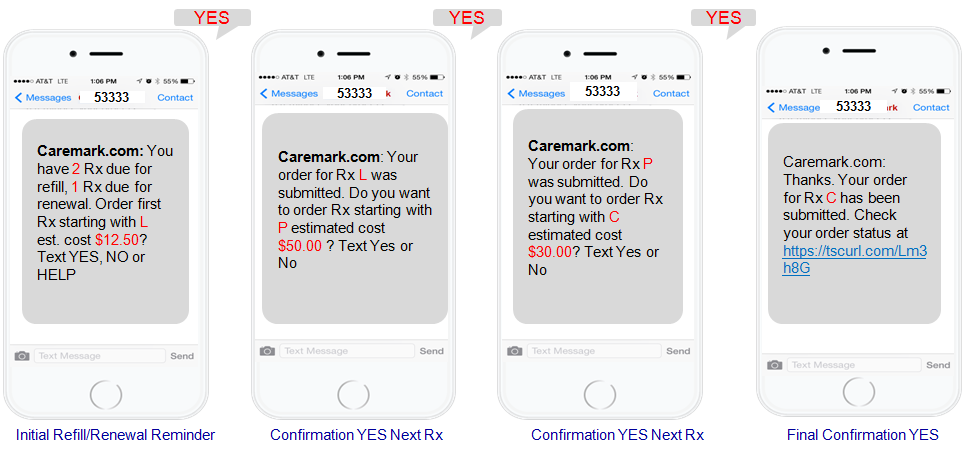 YES
YES
YES
AT&T LTE 1:06 PM 55%
Messages 53333 Contact
Caremark.com: You
have 2 Rx due for
refill, 1 Rx due for
renewal. Order first
Rx starting with L
est. cost $12.50?
Text YES, NO or
HELP
Text Message Send
Initial Refill/Renewal Reminder
AT&T LTE 1:06 PM 55%
Messages 53333 k Contact
Caremark.com: Your
order for Rx L was
submitted. Do you want
to order Rx starting with
P estimated cost
$50.00 ? Text Yes or
No
Text Message Send
Confirmation YES Next Rx
AT&T LTE 1:06 PM 55%
Messages 53333 Contact
Caremark.com:
Your order for Rx P
was submitted. Do
you want to order Rx
starting with C
estimated cost
$30.00? Text Yes or
No
Text Message Send
Confirmation YES Next Rx
AT&T LTE 1:06 PM 55%
Message 53333 rk Contact
Caremark.com:
Thanks. Your order
for Rx C has been
submitted. Check
your order status at
https://tscurl.com/Lm3
h8G
Text Message Send
Final Confirmation YES